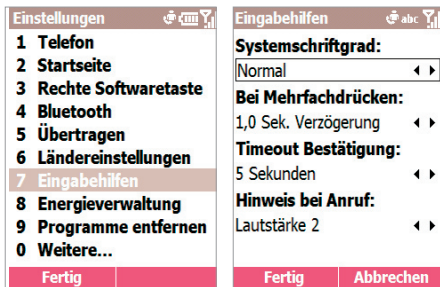 Einstellungen
1 Telefon
2 Startseite
3 Rechte Softwaretaste
4 Bluetooth
5 Übertragen
6 Ländereinstellungen
7 Eingabehilfen
8 Energieverwaltung
9 Programme entfernen
0 Weitere...
Fertig
Eingabehilfen abc
Systemschriftgrad:
Normal
Bei Mehrfachdrücken:
1,0 Sek. Verzögerung
Timeout Bestätigung:
5 Sekunden
Hinweis bei Anruf:
Lautstärke 2
Fertig Abbrechen